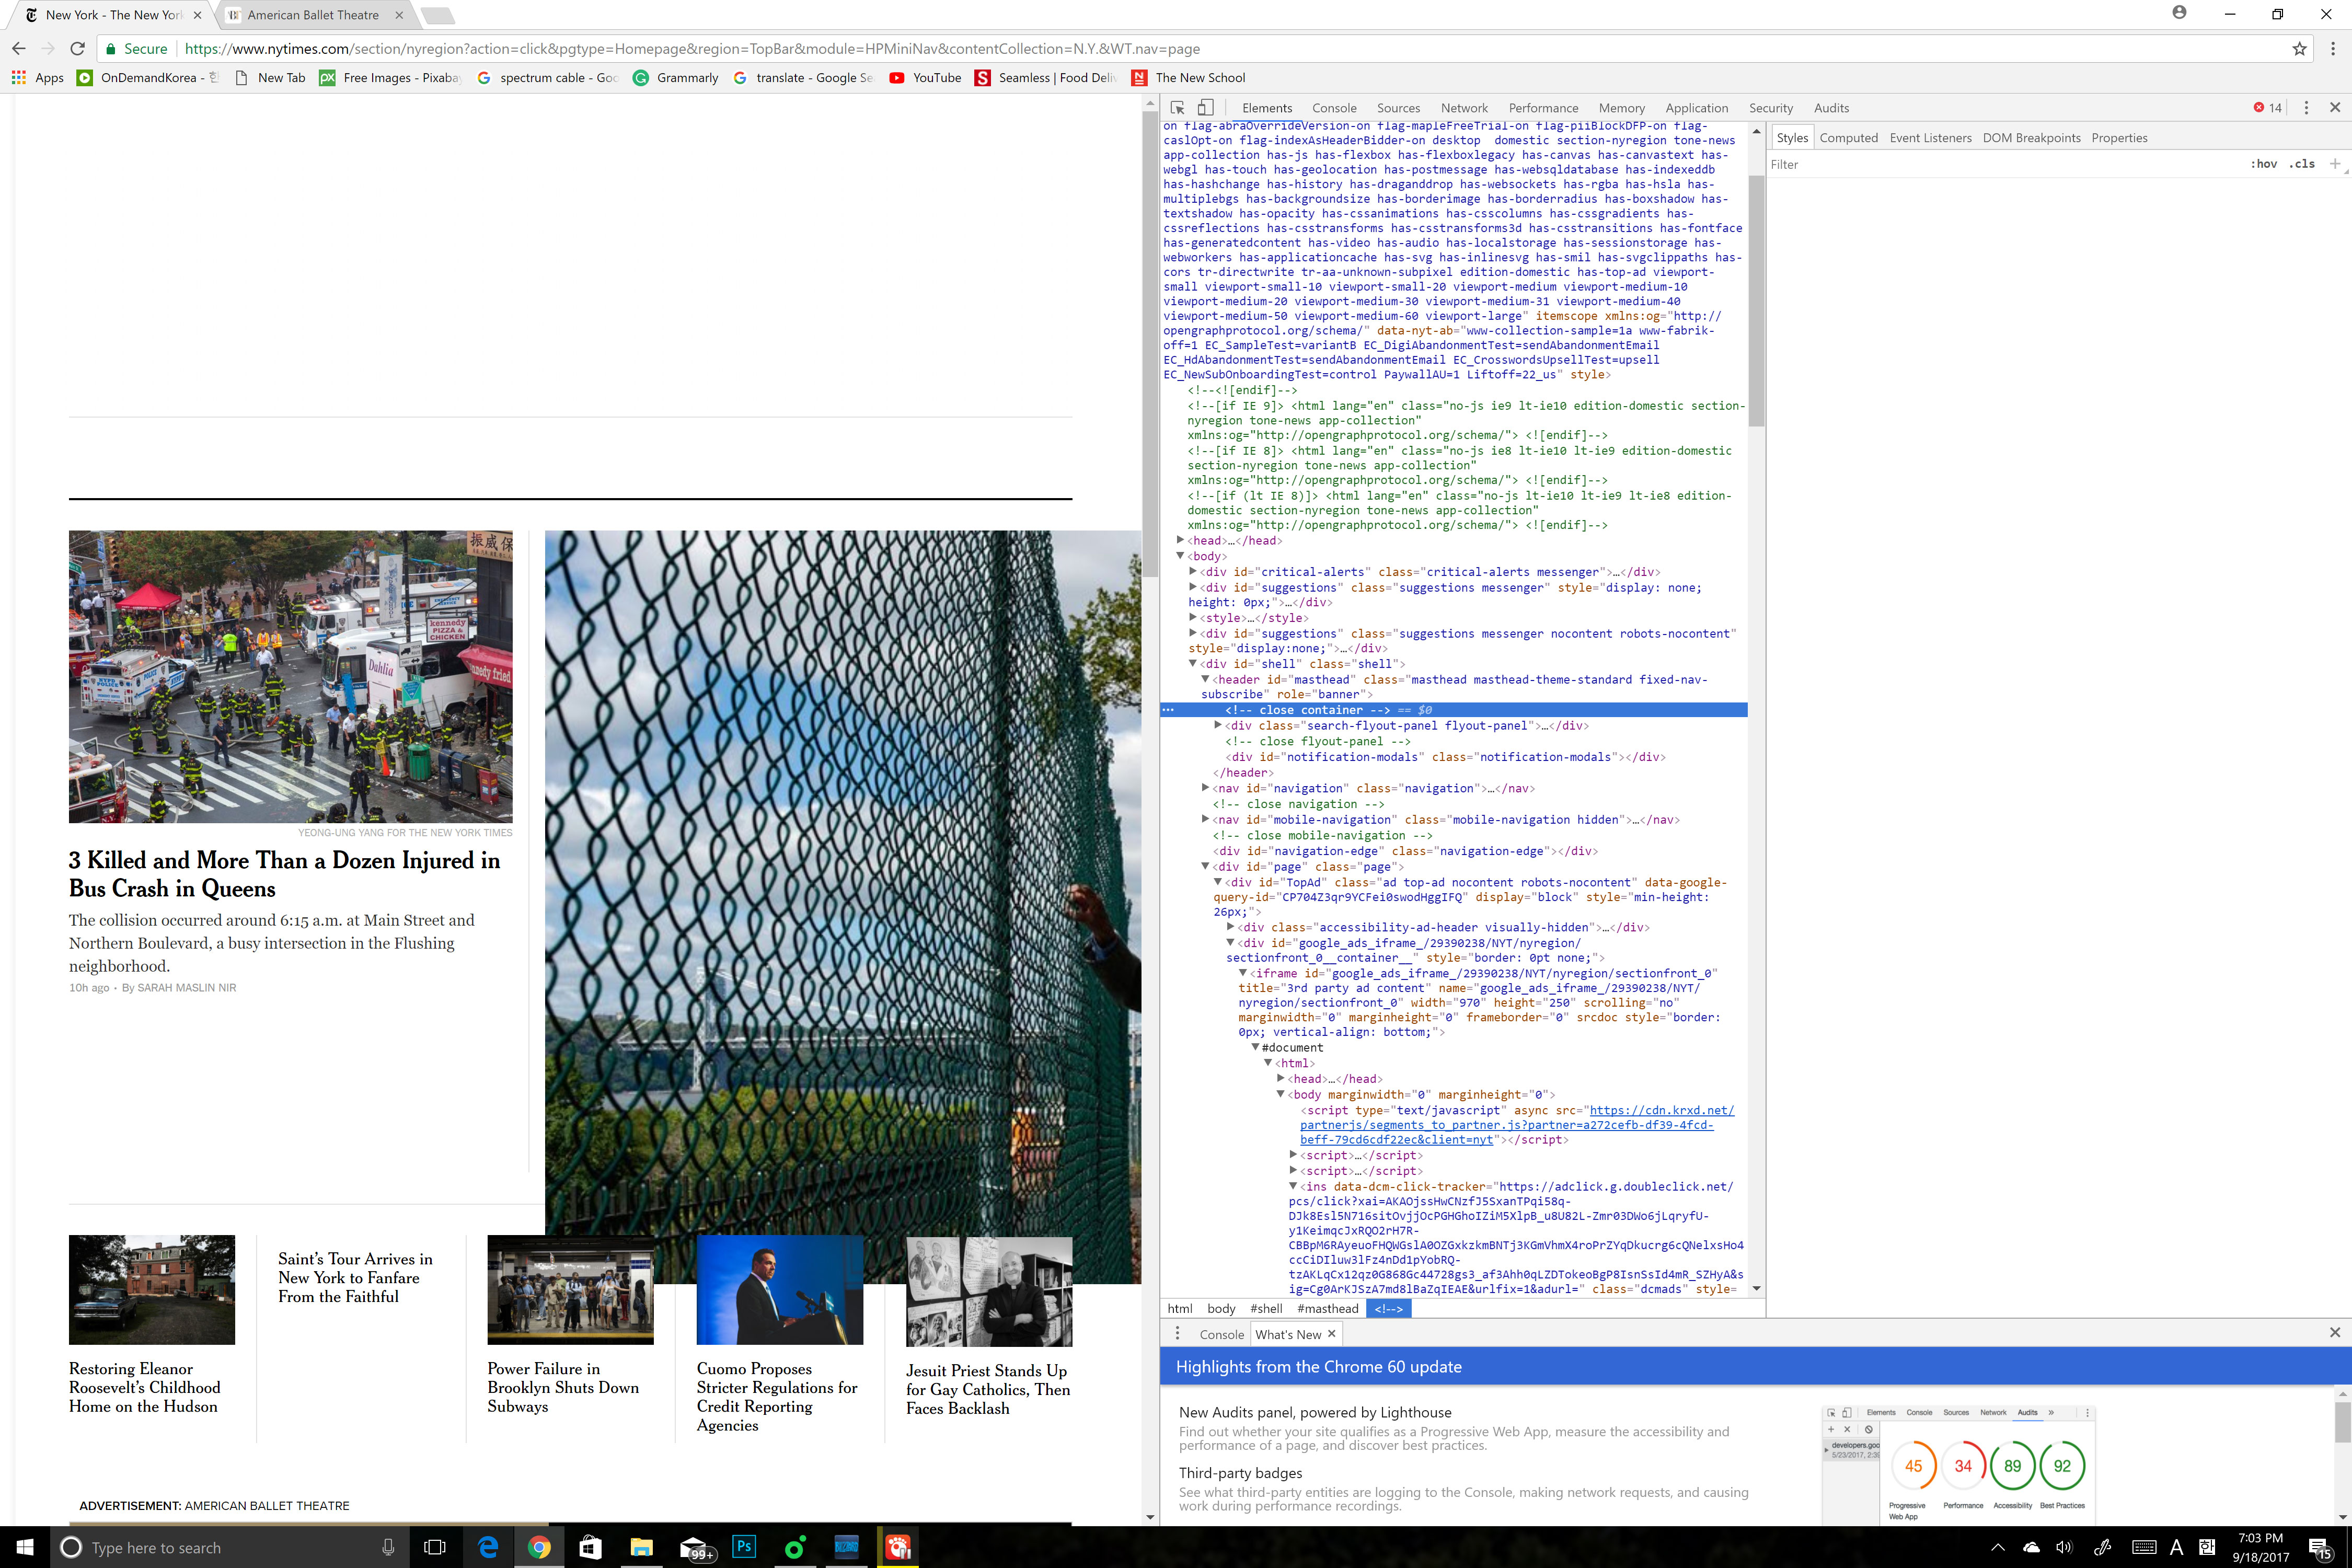 New York - The New Yor
American Ballet Theatre
Secure
https://www.nytimes.com/section/nyregion?action=click&pgtype=Homepage&region=TopBar&module=HPMiniNav&contentCollection=N.Y.&WT.nav=page
Apps
OnDemandKorea - 한
New Tab
Free Images - Pixaba
spectrum cable - Goo
Grammarly
translate - Google Se
YouTube
Seamless | Food Deliv
The New School
YEONG-UNG YANG FOR THE NEW YORK TIMES
3 Killed and More Than a Dozen Injured in
Bus Crash in Queens
The collision occurred around 6:15 a.m. at Main Street and
Northern Boulevard, a busy intersection in the Flushing
neighborhood.
10h ago • By SARAH MASLIN NIR
Restoring Eleanor
Roosevelt's Childhood
Home on the Hudson
Saint's Tour Arrives in
New York to Fanfare
From the Faithful
Power Failure in
Brooklyn Shuts Down
Subways
Cuomo Proposes
Stricter Regulations for
Credit Reporting
Agencies
Jesuit Priest Stands Up
for Gay Catholics, Then
Faces Backlash
ADVERTISEMENT: AMERICAN BALLET THEATRE
Elements Console Sources Network Performance Memory Application Security Audits
14
on flag-abraOverrideVersion-on flag-mapleFreeTrial-on flag-piiBlockDFP-on flag-
caslOpt-on flag-indexAsHeaderBidder-on desktop domestic section-nyregion tone-news
app-collection has-js has-flexbox has-flexboxlegacy has-canvas has-canvastext has-
webgl has-touch has-geolocation has-postmessage has-websqldatabase has-indexeddb
has-hashchange has-history has-draganddrop has-websockets has-rgba has-hsla has-
multiplebgs has-backgroundsize has-borderimage has-borderradius has-boxshadow has-
textshadow has-opacity has-cssanimations has-csscolumns has-cssgradients has-
cssreflections has-csstransforms has-csstransforms3d has-csstransitions has-fontface
has-generatedcontent has-video has-audio has-localstorage has-sessionstorage has-
webworkers has-applicationcache has-svg has-inlinesvg has-smil has-svgclippaths has-
cors tr-directwrite tr-aa-unknown-subpixel edition-domestic has-top-ad viewport-
small viewport-small-10 viewport-small-20 viewport-medium viewport-medium-10
viewport-medium-20 viewport-medium-30 viewport-medium-31 viewport-medium-40
viewport-medium-50 viewport-medium-60 viewport-large" itemscope xmlns:og="http://
opengraphprotocol.org/schema/" data-nyt-ab="www-collection-sample=1a www-fabrik-
off=1 EC_SampleTest=variantB EC_DigiAbandonmentTest=sendAbandonmentEmail
EC_HdAbandonmentTest=sendAbandonmentEmail EC_CrosswordsUpsellTest=upsell
EC_NewSubOnboardingTest=control PaywallAU=1 Liftoff=22_us" style>
<!--<![endif]-->
<!--[if IE 9]> <html lang="en" class="no-js ie9 lt-ie10 edition-domestic section-
nyregion tone-news app-collection"
xmlns:og="http://opengraphprotocol.org/schema/"> <![endif]-->
<!--[if IE 8]> <html lang="en" class="no-js ie8 lt-ie10 lt-ie9 edition-domestic
section-nyregion tone-news app-collection"
xmlns:og="http://opengraphprotocol.org/schema/"> <![endif]-->
<!--[if (lt IE 8)]> <html lang="en" class="no-js lt-ie10 lt-ie9 lt-ie8 edition-
domestic section-nyregion tone-news app-collection"
xmlns:og="http://opengraphprotocol.org/schema/"> <![endif]-->
<head>…</head>
<body>
<div id="critical-alerts" class="critical-alerts messenger">…</div>
<div id="suggestions" class="suggestions messenger" style="display: none;
height: 0px;">…</div>
<style>…</style>
<div id="suggestions" class="suggestions messenger nocontent robots-nocontent"
style="display:none;">…</div>
<div id="shell" class="shell">
<header id="masthead" class="masthead masthead-theme-standard fixed-nav-
subscribe" role="banner">
<!-- close container --> == $0
<div class="search-flyout-panel flyout-panel">…</div>
<!-- close flyout-panel -->
<div id="notification-modals" class="notification-modals"></div>
</header>
<nav id="navigation" class="navigation">…</nav>
<!-- close navigation -->
<nav id="mobile-navigation" class="mobile-navigation hidden">…</nav>
<!-- close mobile-navigation -->
<div id="navigation-edge" class="navigation-edge"></div>
<div id="page" class="page">
<div id="TopAd" class="ad top-ad nocontent robots-nocontent" data-google-
query-id="CP704Z3qr9YCFei0swodHggIFQ" display="block" style="min-height:
26px;">
<div class="accessibility-ad-header visually-hidden">…</div>
<div id="google_ads_iframe_/29390238/NYT/nyregion/
sectionfront_0__container__" style="border: 0pt none;">
<iframe id="google_ads_iframe_/29390238/NYT/nyregion/sectionfront_0"
title="3rd party ad content" name="google_ads_iframe_/29390238/NYT/
nyregion/sectionfront_0" width="970" height="250" scrolling="no"
marginwidth="0" marginheight="0" frameborder="0" srcdoc style="border:
0px; vertical-align: bottom;">
#document
<html>
<head>…</head>
<body marginwidth="0" marginheight="0">
<script type="text/javascript" async src="https://cdn.krxd.net/
partnerjs/segments_to_partner.js?partner=a272cefb-df39-4fcd-
beff-79cd6cdf22ec&client=nyt"></script>
<script>…</script>
<script>…</script>
<ins data-dcm-click-tracker="https://adclick.g.doubleclick.net/
html body #shell #masthead <!-->
Styles Computed Event Listeners DOM Breakpoints Properties
Filter
:hov .cls
Console What's New
Highlights from the Chrome 60 update
New Audits panel, powered by Lighthouse
Find out whether your site qualifies as a Progressive Web App, measure the accessibility and
performance of a page, and discover best practices.
Third-party badges
See what third-party entities are logging to the Console, making network requests, and causing
work during performance recordings.
Elements Console Sources Network Audits
developers.goo
45 34 89 92
Progressive
Web App
Performance Accessibility Best Practices
Type here to search
99+
Ps
A
7:03 PM
9/18/2017
15